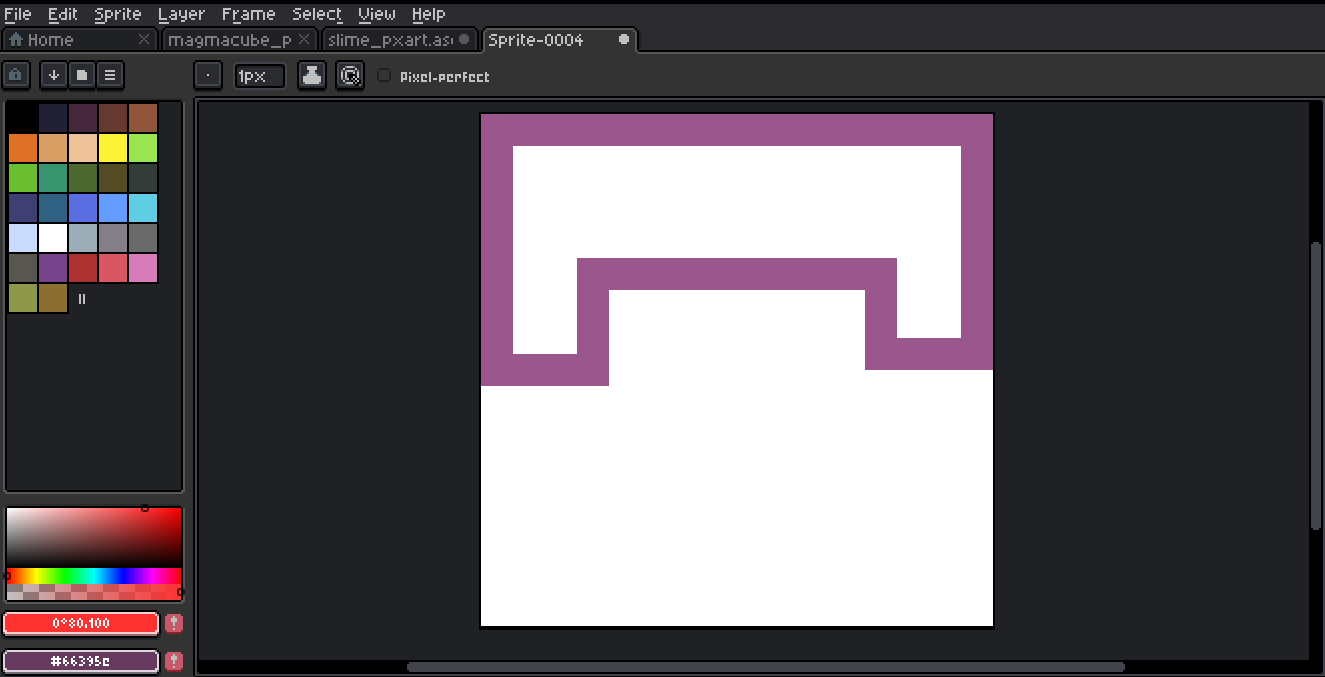 File Edit Sprite Layer Frame Select View Help
Home magmacube_p slime_pxart.as Sprite-0004
1px Pixel-perfect
0°80,100
#66395c